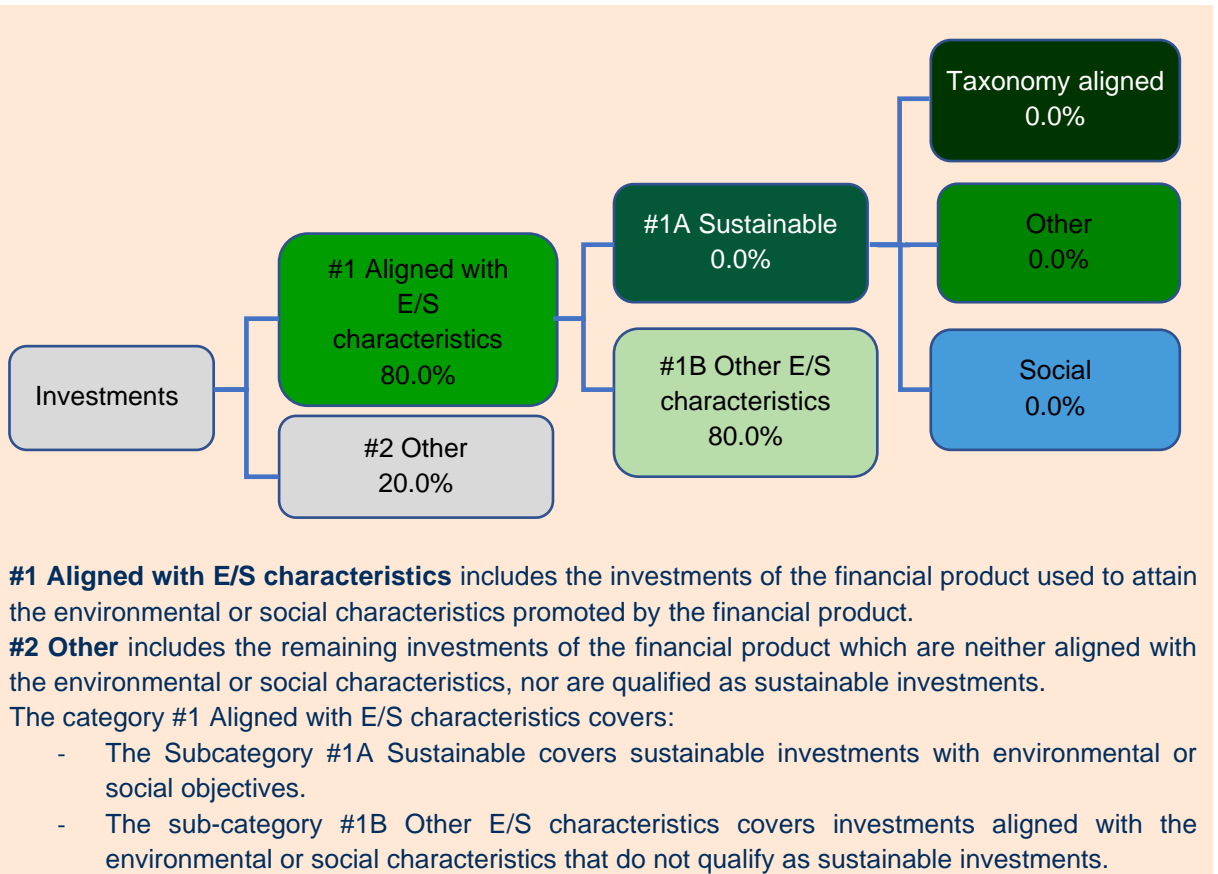 Investments
#1 Aligned with
E/S
characteristics
80.0%
#2 Other
20.0%
#1A Sustainable
0.0%
#1B Other E/S
characteristics
80.0%
Taxonomy aligned
0.0%
Other
0.0%
Social
0.0%
#1 Aligned with E/S characteristics includes the investments of the financial product used to attain
the environmental or social characteristics promoted by the financial product.
#2 Other includes the remaining investments of the financial product which are neither aligned with
the environmental or social characteristics, nor are qualified as sustainable investments.
The category #1 Aligned with E/S characteristics covers:
- The Subcategory #1A Sustainable covers sustainable investments with environmental or
social objectives.
- The sub-category #1B Other E/S characteristics covers investments aligned with the
environmental or social characteristics that do not qualify as sustainable investments.